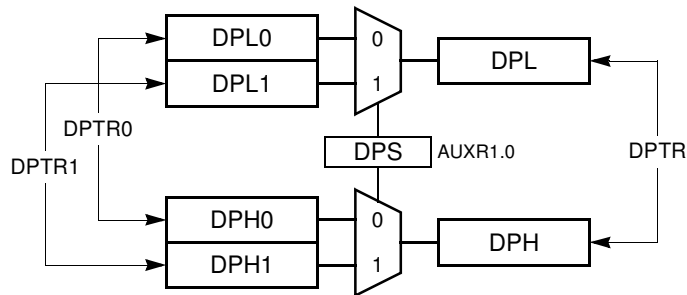 DPL0
0
DPL
DPL1
1
DPTR0
DPTR1
DPS
AUXR1.0
DPTR
DPH0
0
DPH
DPH1
1